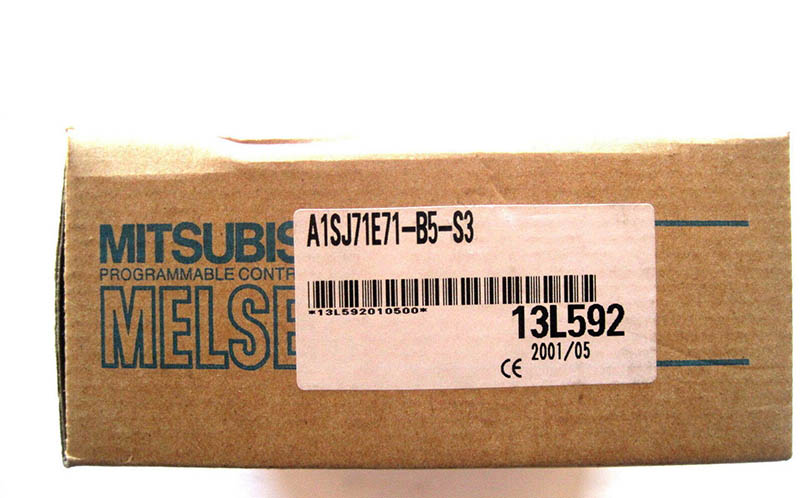 MITSUBIS
PROGRAMMABLE CONTR
MELSE
A1SJ71E71-B5-S3
*13L592010500*
13L592
2001/05
CE